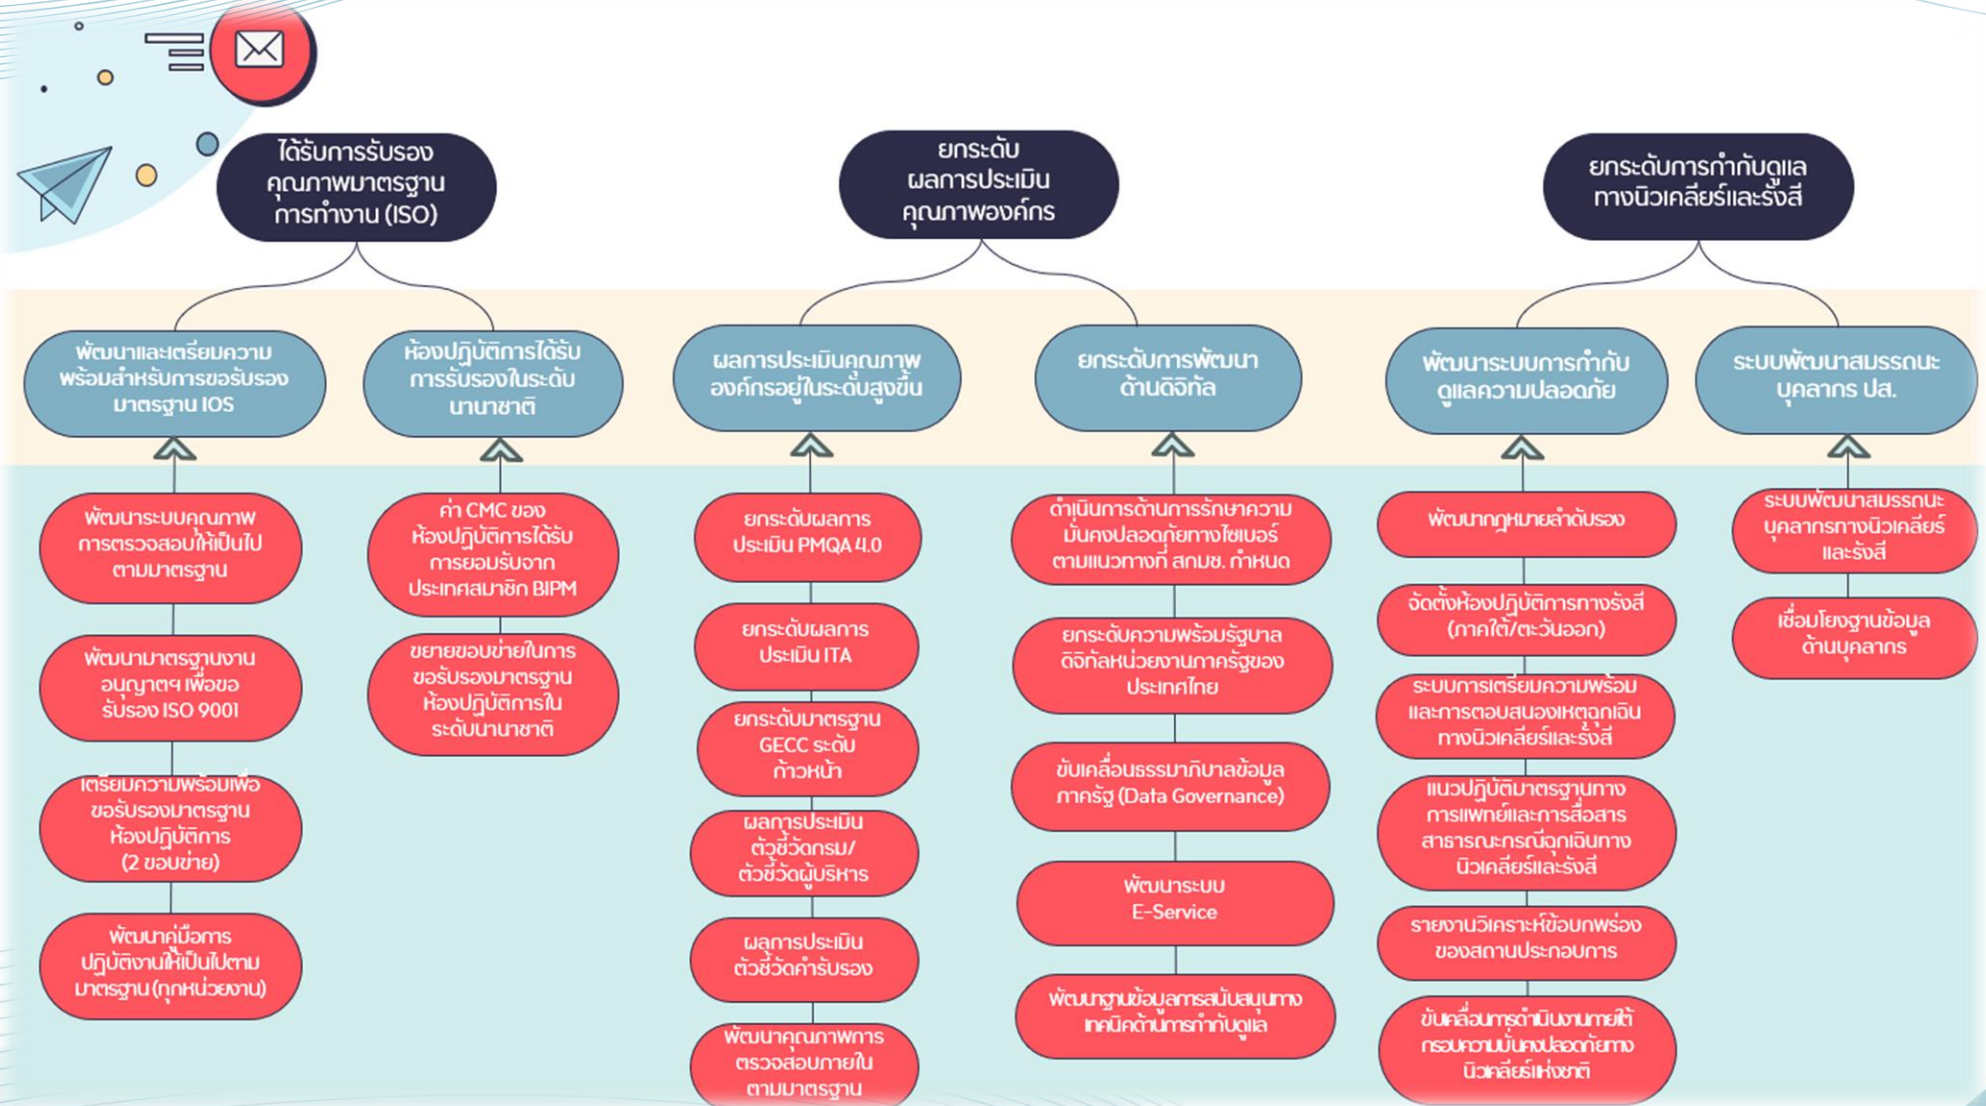 ได้รับการรับรอง
คุณภาพมาตรฐาน
การทำงาน (ISO)
ยกระดับ
ผลการประเมิน
คุณภาพองค์กร
ยกระดับการกำกับดูแล
ทางนิวเคลียร์และรังสี
พัฒนาและเตรียมความ
พร้อมสำหรับการขอรับรอง
มาตรฐาน IOS
ห้องปฏิบัติการได้รับ
การรับรองในระดับ
นานาชาติ
ผลการประเมินคุณภาพ
องค์กรอยู่ในระดับสูงขึ้น
ยกระดับการพัฒนา
ด้านดิจิทัล
พัฒนาระบบการกำกับ
ดูแลความปลอดภัย
ระบบพัฒนาสมรรถนะ
บุคลากร ปส.
พัฒนาระบบคุณภาพ
การตรวจสอบให้เป็นไป
ตามมาตรฐาน
พัฒนามาตรฐานงาน
อนุญาตฯ เพื่อขอ
รับรอง ISO 9001
เตรียมความพร้อมเพื่อ
ขอรับรองมาตรฐาน
ห้องปฏิบัติการ
(2 ขอบข่าย)
พัฒนาคู่มือการ
ปฏิบัติงานให้เป็นไปตาม
มาตรฐาน (ทุกหน่วยงาน)
ค่า CMC ของ
ห้องปฏิบัติการได้รับ
การยอมรับจาก
ประเทศสมาชิก BIPM
ขยายขอบข่ายในการ
ขอรับรองมาตรฐาน
ห้องปฏิบัติการใน
ระดับนานาชาติ
ยกระดับผลการ
ประเมิน PMQA 4.0
ยกระดับผลการ
ประเมิน ITA
ยกระดับมาตรฐาน
GECC ระดับ
ก้าวหน้า
ผลการประเมิน
ตัวชี้วัดกรม/
ตัวชี้วัดผู้บริหาร
ผลการประเมิน
ตัวชี้วัดคำรับรอง
พัฒนาคุณภาพการ
ตรวจสอบภายใน
ตามมาตรฐาน
ดำเนินการด้านการรักษาความ
มั่นคงปลอดภัยทางไซเบอร์
ตามแนวทางที่ สกมช. กำหนด
ยกระดับความพร้อมรัฐบาล
ดิจิทัลหน่วยงานภาครัฐของ
ประเทศไทย
ขับเคลื่อนธรรมาภิบาลข้อมูล
ภาครัฐ (Data Governance)
พัฒนาระบบ
E-Service
พัฒนาฐานข้อมูลการสนับสนุนทาง
เทคนิคด้านการกำกับดูแล
พัฒนากฎหมายลำดับรอง
จัดตั้งห้องปฏิบัติการทางรังสี
(ภาคใต้/ตะวันออก)
ระบบการเตรียมความพร้อม
และการตอบสนองเหตุฉุกเฉิน
ทางนิวเคลียร์และรังสี
แนวปฏิบัติมาตรฐานทาง
การแพทย์และการสื่อสาร
สาธารณะกรณีฉุกเฉินทาง
นิวเคลียร์และรังสี
รายงานวิเคราะห์ข้อบกพร่อง
ของสถานประกอบการ
ขับเคลื่อนการดำเนินงานภายใต้
กรอบความมั่นคงปลอดภัยทาง
นิวเคลียร์แห่งชาติ
ระบบพัฒนาสมรรถนะ
บุคลากรทางนิวเคลียร์
และรังสี
เชื่อมโยงฐานข้อมูล
ด้านบุคลากร